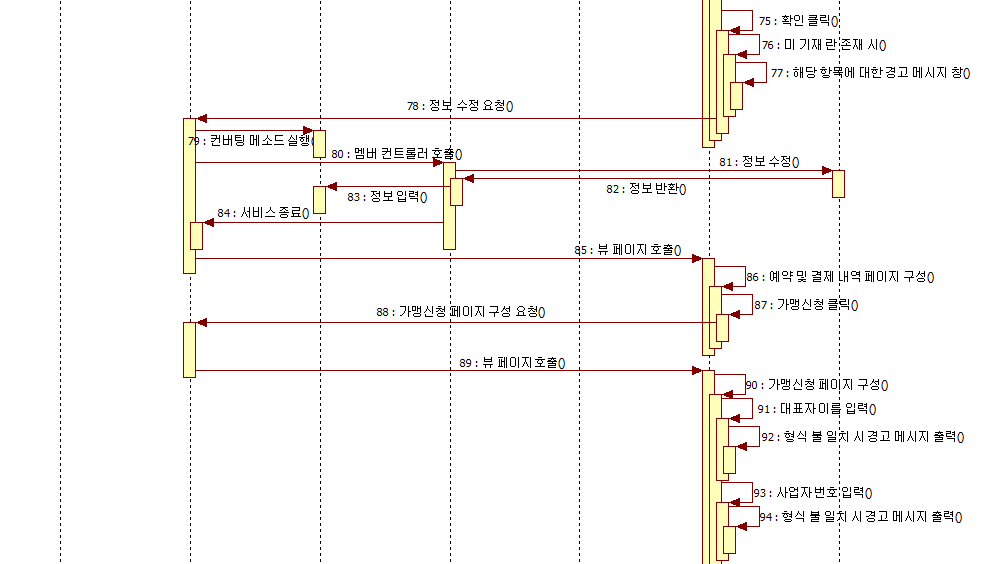 75 : 확인 클릭()
76 : 미 기재 란 존재 시()
77 : 해당 항목에 대한 경고 메시지 창()
78 : 정보 수정 요청()
79 : 컨버팅 메소드 실행()
80 : 멤버 컨트롤러 호출()
81 : 정보 수정()
82 : 정보 반환()
83 : 정보 입력()
84 : 서비스 종료()
85 : 뷰 페이지 호출()
86 : 예약 및 결제 내역 페이지 구성()
87 : 가맹신청 클릭()
88 : 가맹신청 페이지 구성 요청()
89 : 뷰 페이지 호출()
90 : 가맹신청 페이지 구성()
91 : 대표자 이름 입력()
92 : 형식 불 일치 시 경고 메시지 출력()
93 : 사업자 번호 입력()
94 : 형식 불 일치 시 경고 메시지 출력()